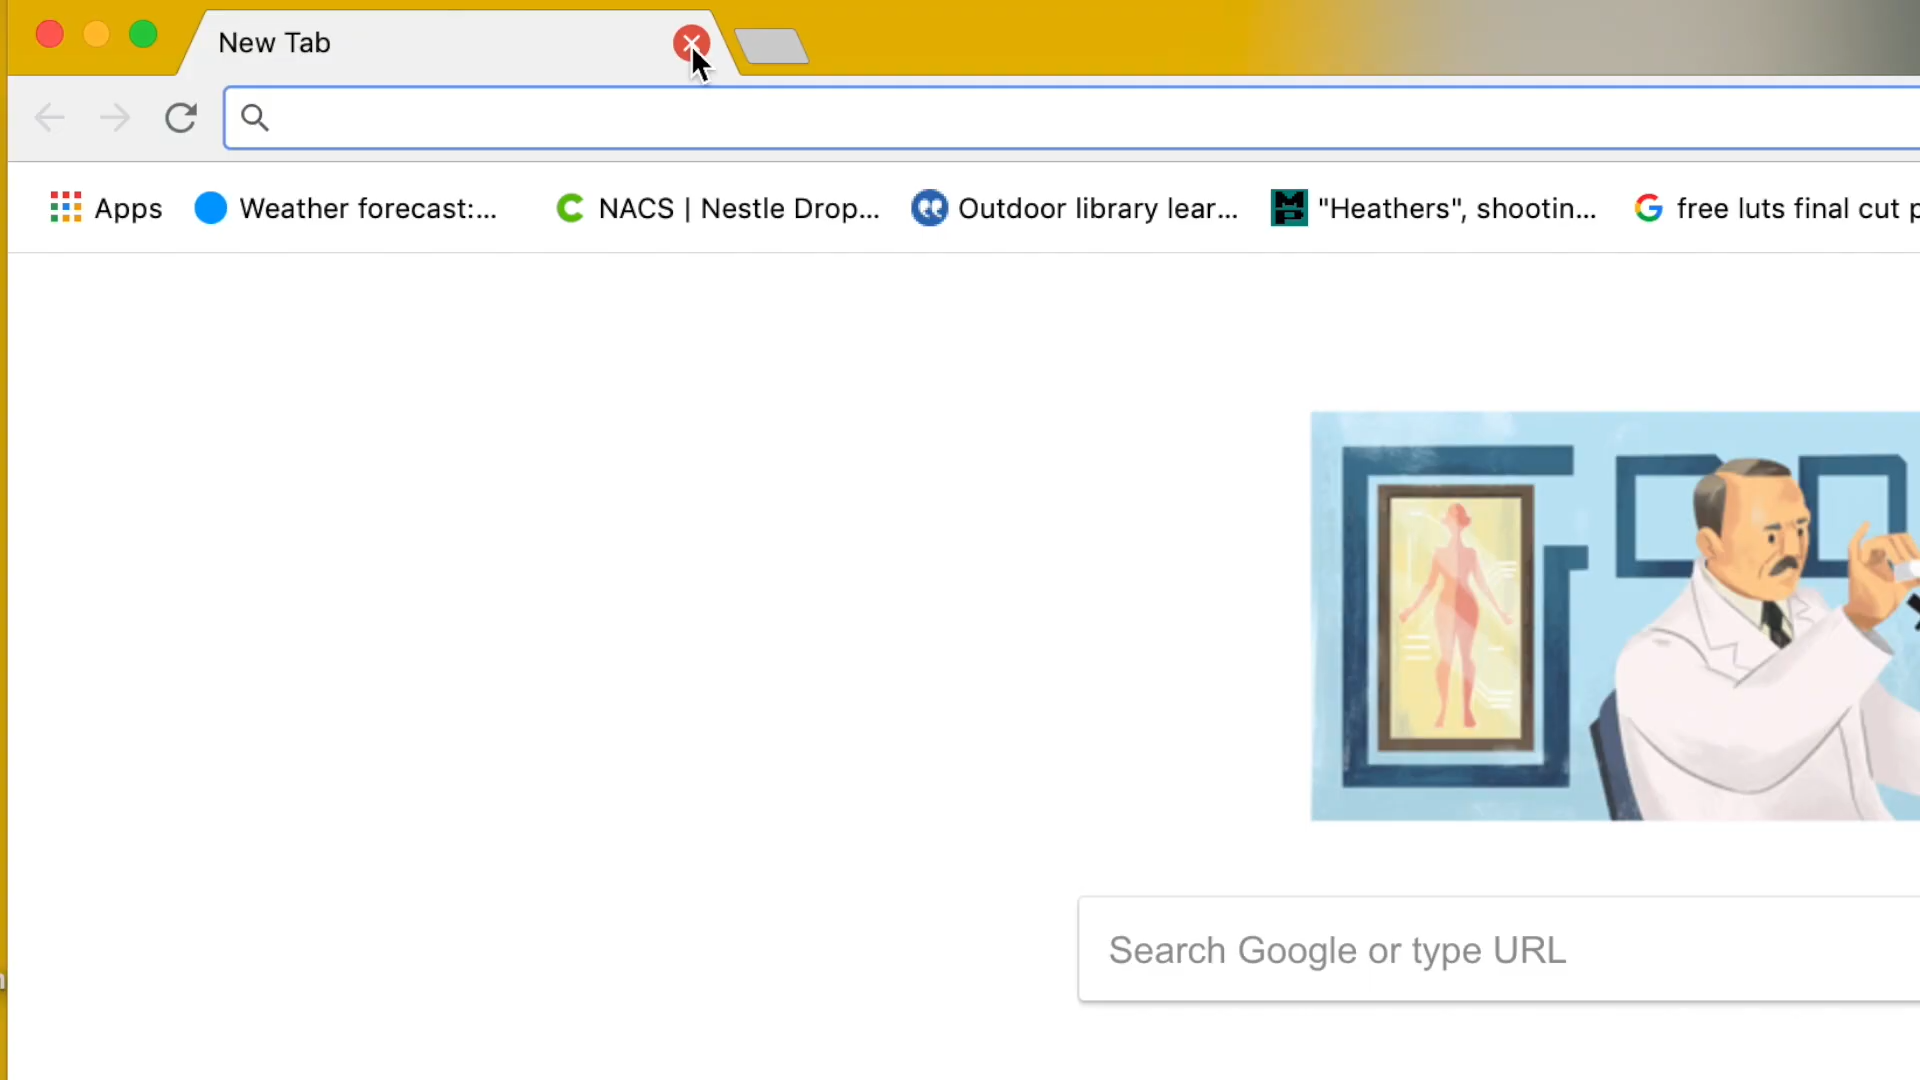 New Tab
Apps Weather forecast:... NACS | Nestle Drop... Outdoor library lear... "Heathers", shootin... free luts final cut p
Search Google or type URL